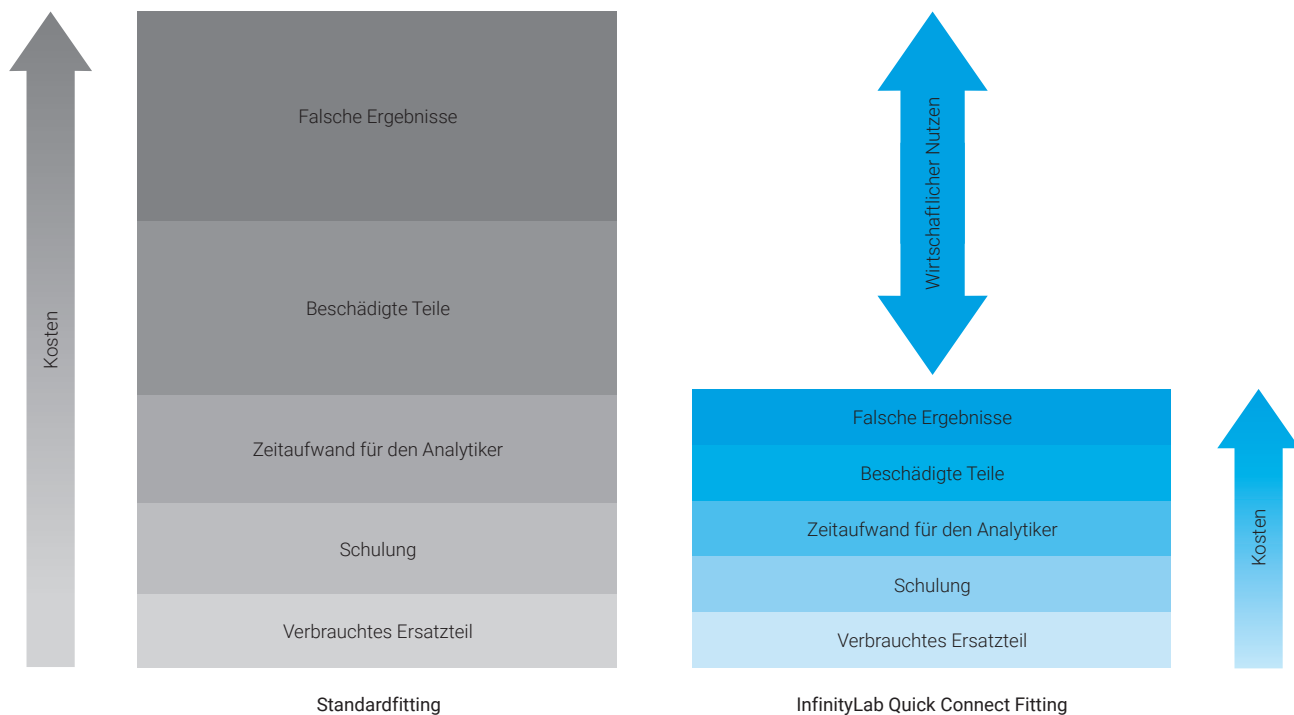 Kosten
Falsche Ergebnisse
Beschädigte Teile
Zeitaufwand für den Analytiker
Schulung
Verbrauchtes Ersatzteil
Standardfitting
Wirtschaftlicher Nutzen
Falsche Ergebnisse
Beschädigte Teile
Zeitaufwand für den Analytiker
Schulung
Verbrauchtes Ersatzteil
InfinityLab Quick Connect Fitting
Kosten